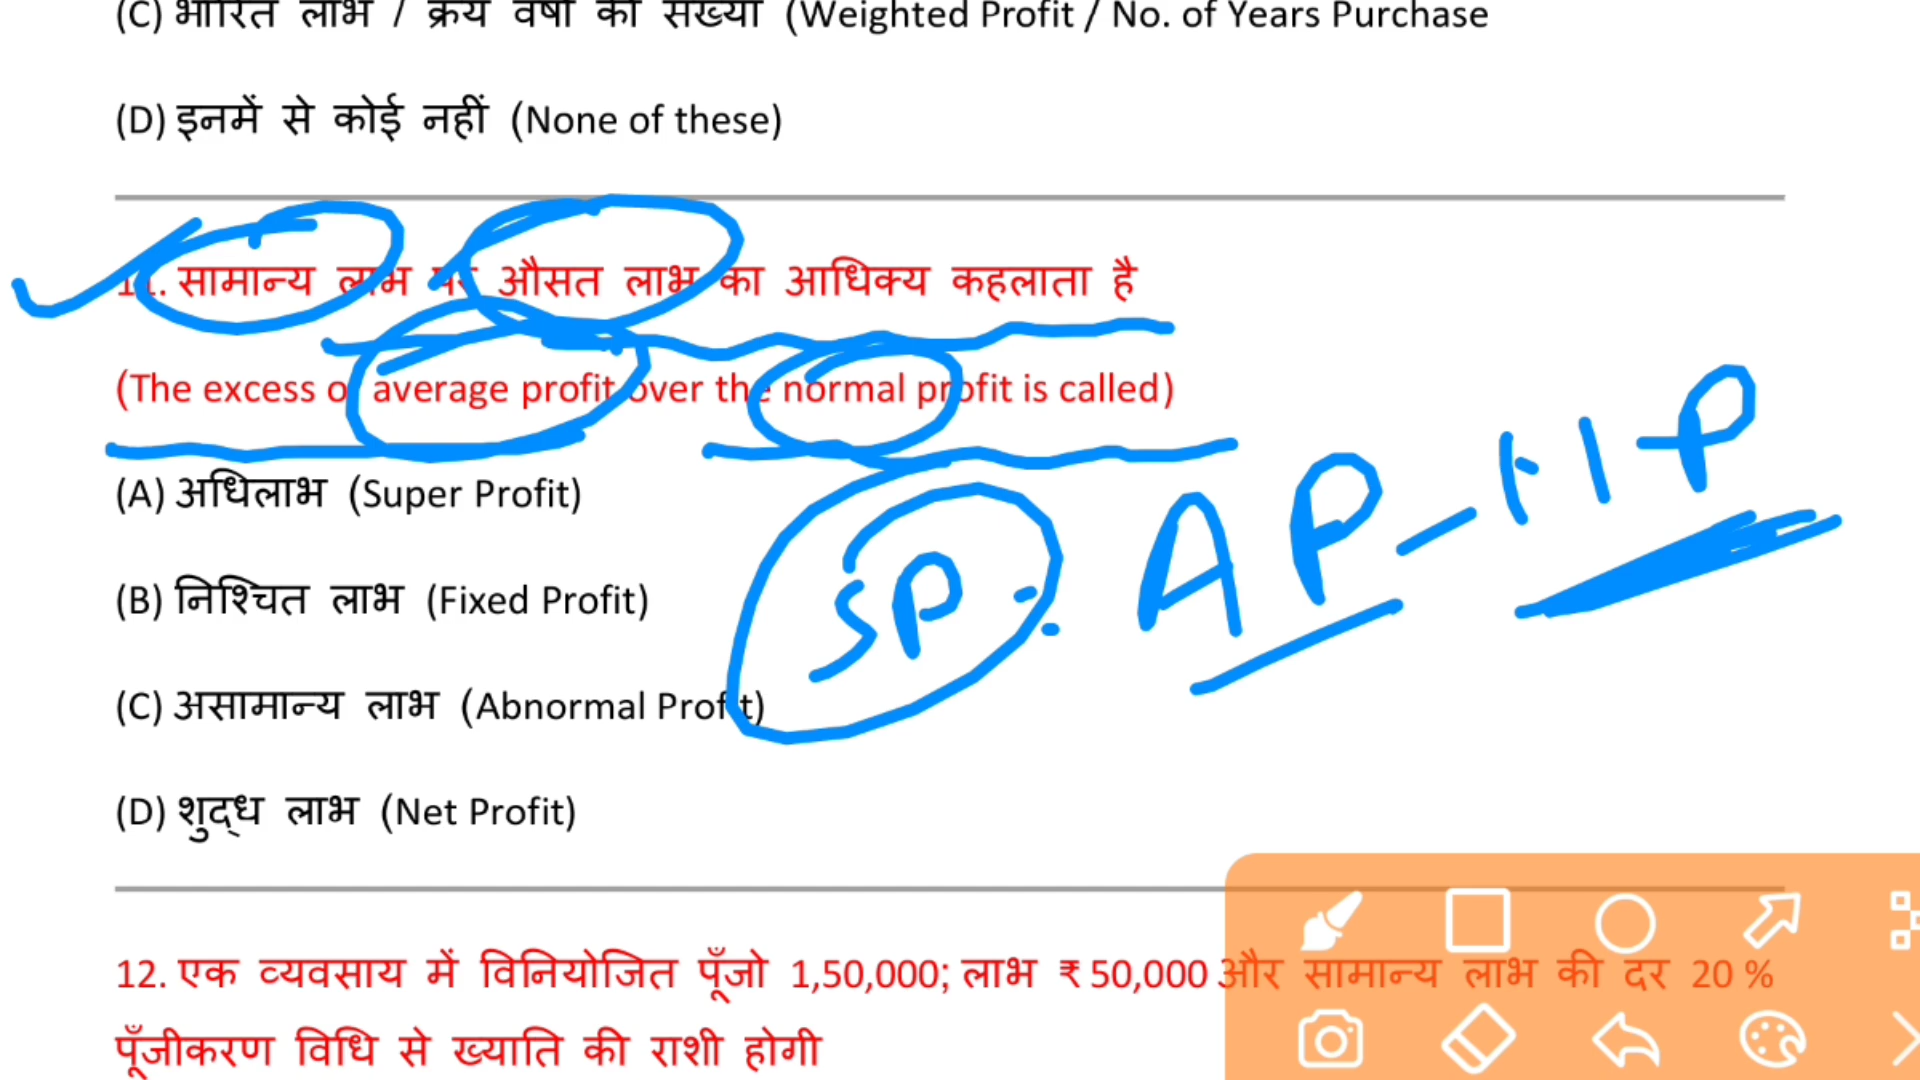 (C) भारित लाभ / क्रय वर्षों की संख्या (Weighted Profit / No. of Years Purchase
(D) इनमें से कोई नहीं (None of these)
11. सामान्य लाभ पर औसत लाभ का आधिक्य कहलाता है
(The excess of average profit over the normal profit is called)
(A) अधिलाभ (Super Profit)
SP : AP - NP
(B) निश्चित लाभ (Fixed Profit)
(C) असामान्य लाभ (Abnormal Profit)
(D) शुद्ध लाभ (Net Profit)
12. एक व्यवसाय में विनियोजित पूँजो 1,50,000; लाभ ₹ 50,000 और सामान्य लाभ की दर 20 %
पूँजीकरण विधि से ख्याति की राशी होगी